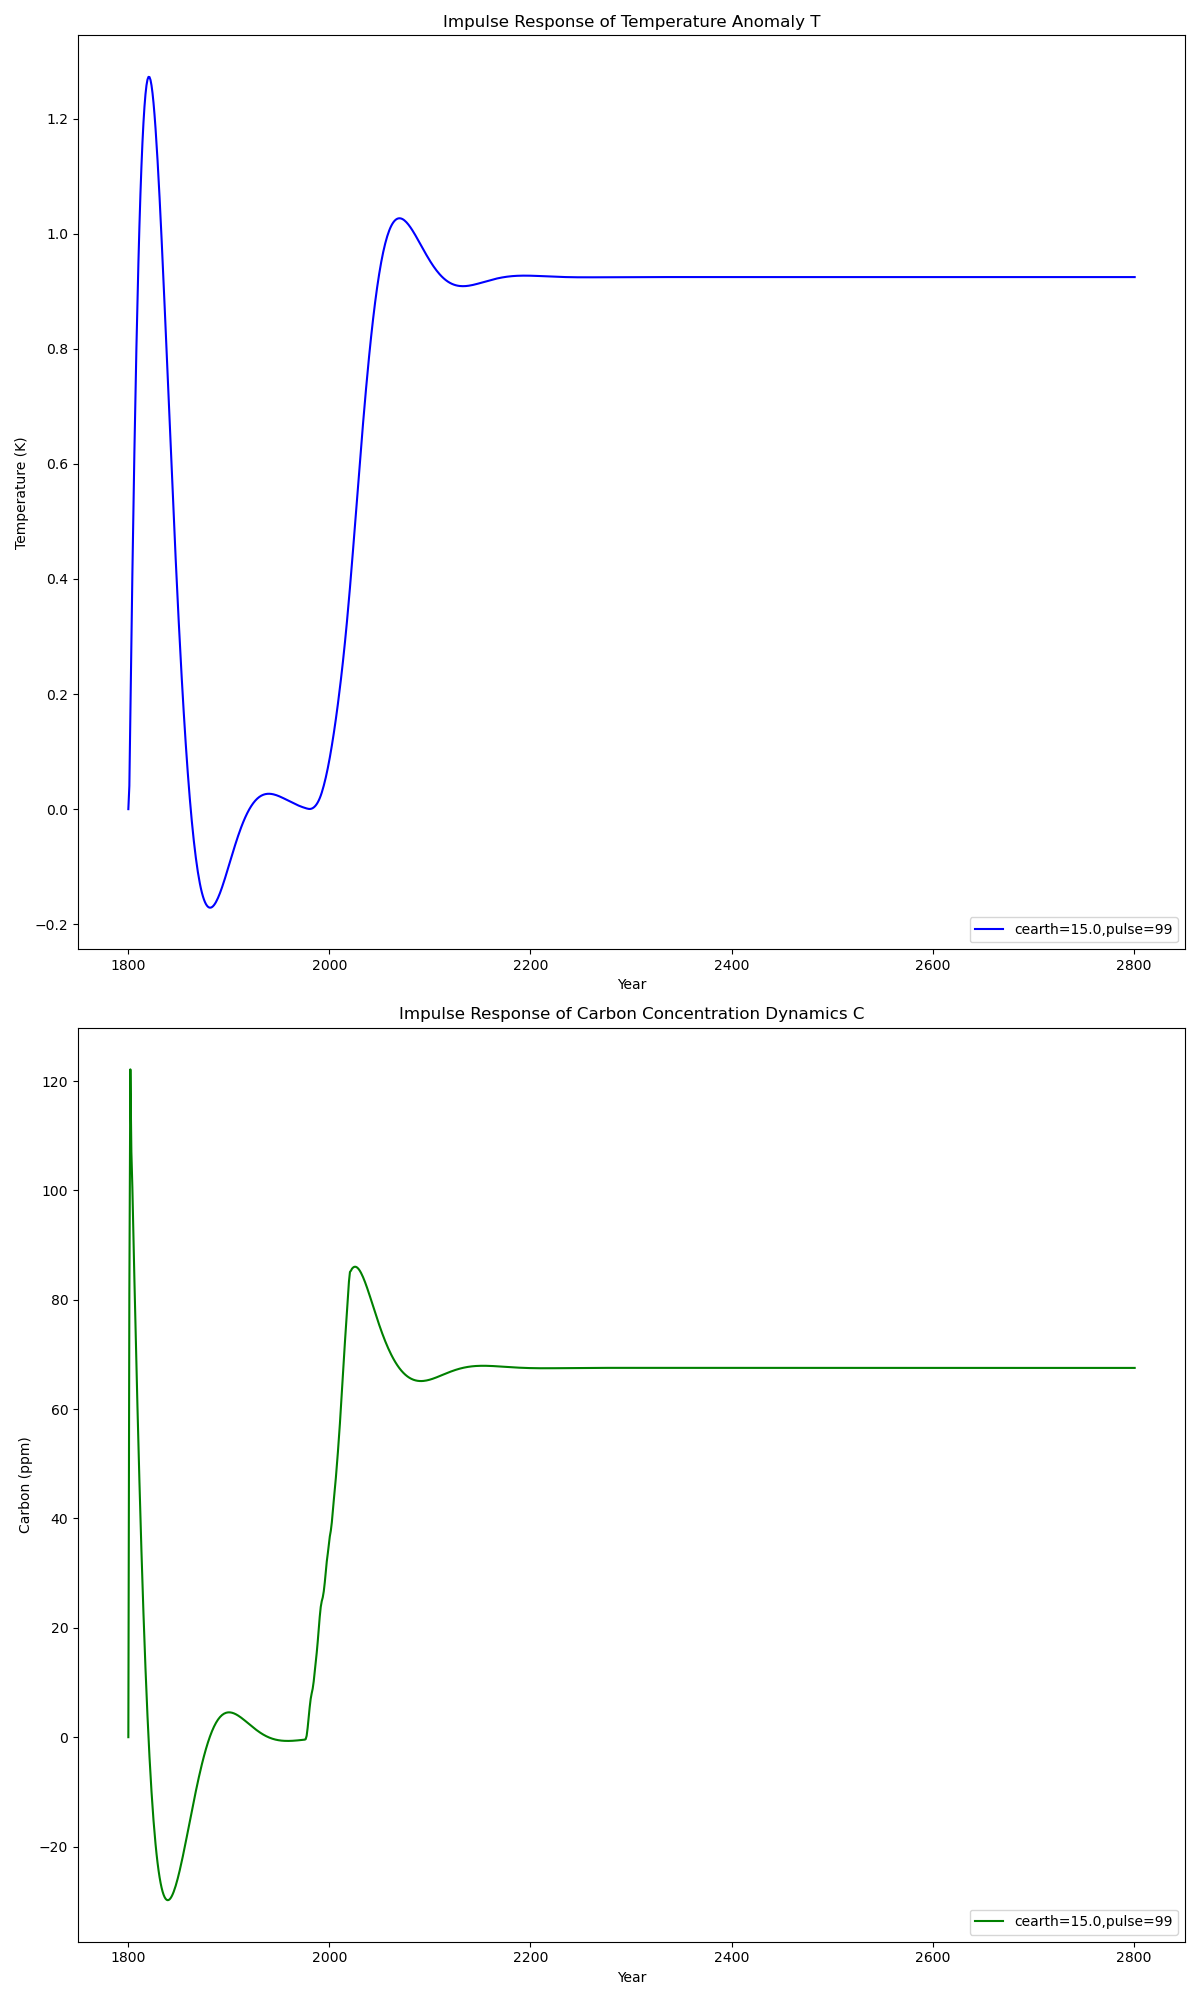 Impulse Response of Temperature Anomaly T
1.2
1.0
0.8
0.6
0.4
0.2
0.0
−0.2
Temperature (K)
cearth=15.0,pulse=99
1800 2000 2200 2400 2600 2800
Year
Impulse Response of Carbon Concentration Dynamics C
120
100
80
60
40
20
0
−20
Carbon (ppm)
cearth=15.0,pulse=99
1800 2000 2200 2400 2600 2800
Year